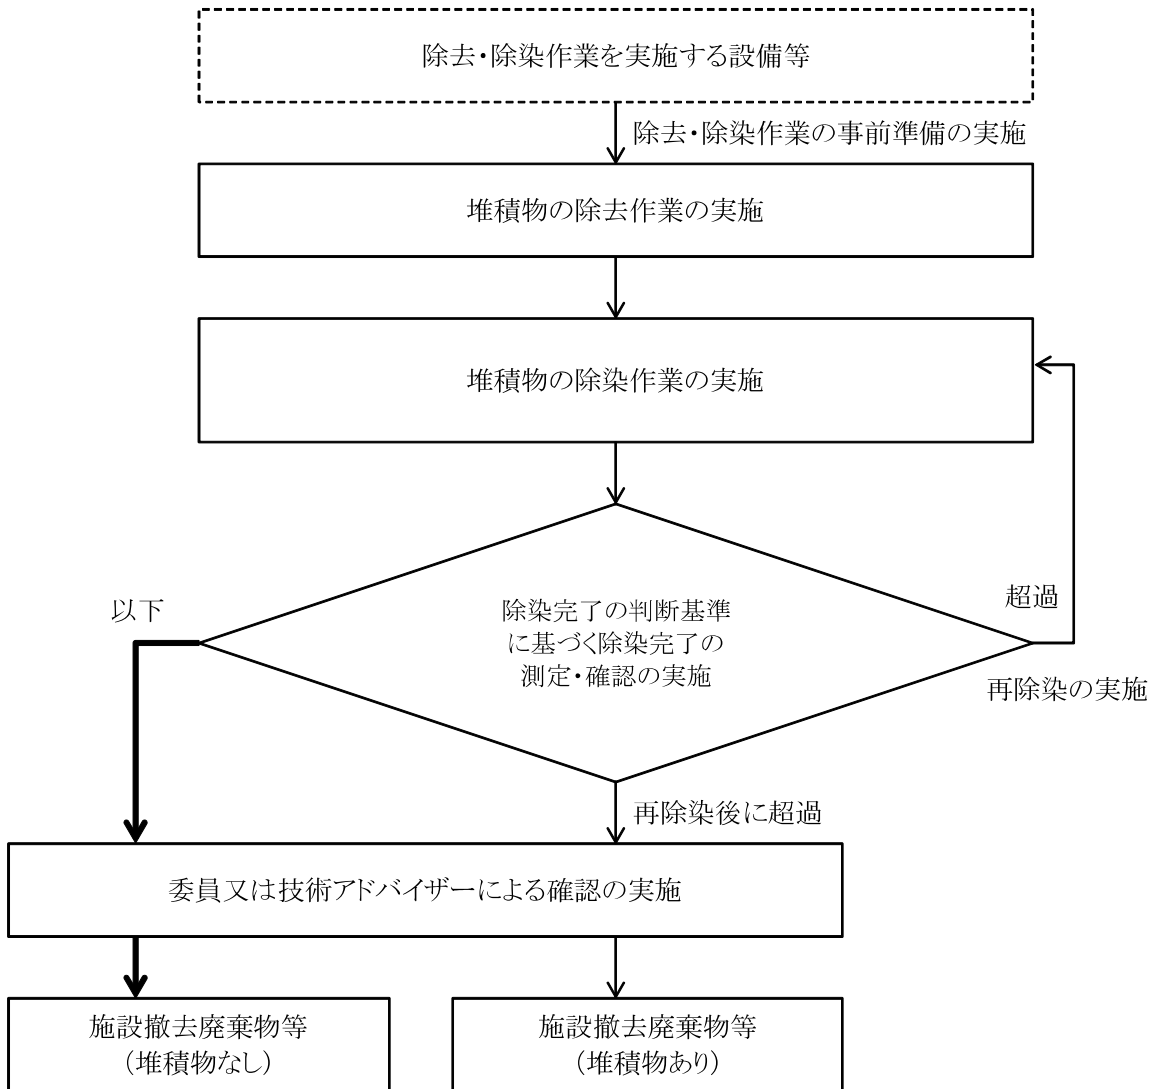 除去・除染作業を実施する設備等
除去・除染作業の事前準備の実施
堆積物の除去作業の実施
堆積物の除染作業の実施
以下
除染完了の判断基準
に基づく除染完了の
測定・確認の実施
超過
再除染の実施
再除染後に超過
委員又は技術アドバイザーによる確認の実施
施設撤去廃棄物等
（堆積物なし）
施設撤去廃棄物等
（堆積物あり）